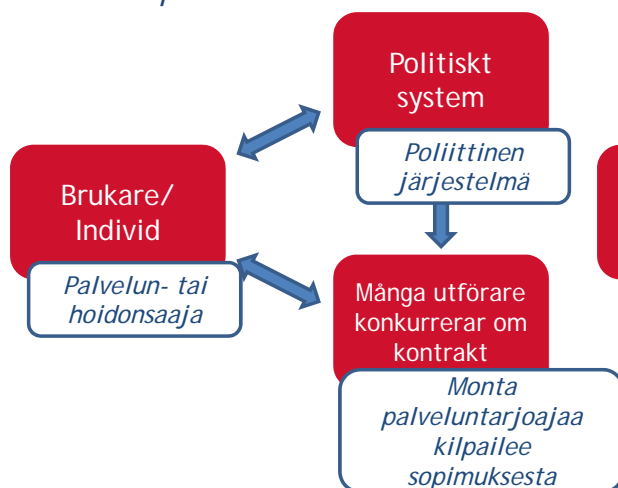 Politiskt
system
Poliittinen
järjestelmä
Brukare/
Individ
Palvelun- tai
hoidonsaaja
Många utförare
konkurrerar om
kontrakt
Monta
palveluntarjoajaa
kilpailee
sopimuksesta